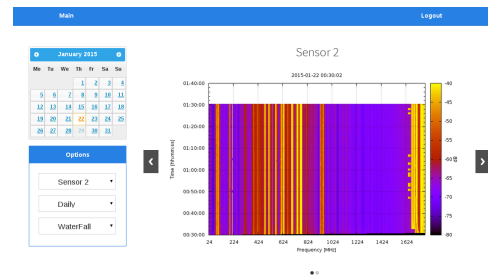 Main
Logout
January 2015
Mo Tu We Th Fr Sa Su
1 2 3 4
5 6 7 8 9 10 11
12 13 14 15 16 17 18
19 20 21 22 23 24 25
26 27 28 29 30 31
Options
Sensor 2
Daily
WaterFall
Sensor 2
2015-01-22 00:30:02
Time [hh:mm:ss]
01:40:00
01:30:00
01:20:00
01:10:00
01:00:00
00:50:00
00:40:00
00:30:00
24 224 424 624 824 1024 1224 1424 1624
Frequency [MHz]
-40
-45
-50
-55
-60
-65
-70
-75
-80
dB